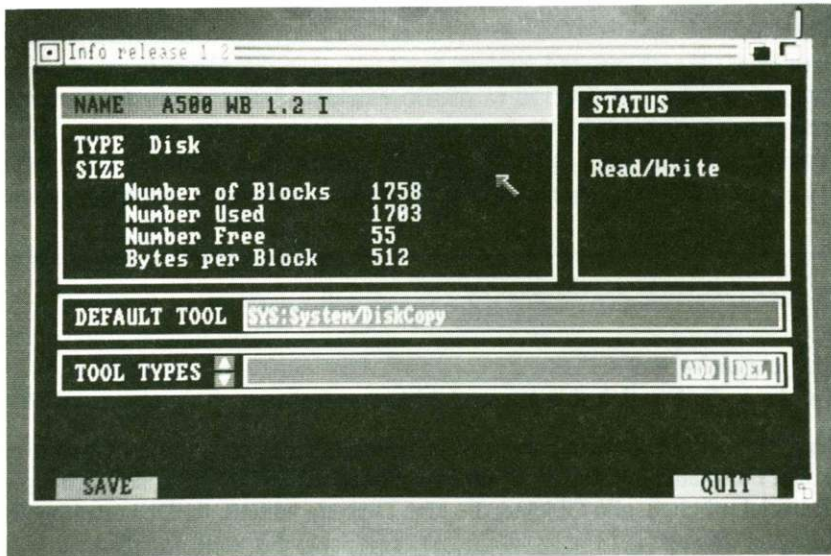 Info release 1.2
NAME A500 WB 1.2 I
STATUS
TYPE Disk
SIZE
Number of Blocks 1758
Number Used 1703
Number Free 55
Bytes per Block 512
Read/Write
DEFAULT TOOL SYS:System/DiskCopy
TOOL TYPES ADD DEL
SAVE QUIT